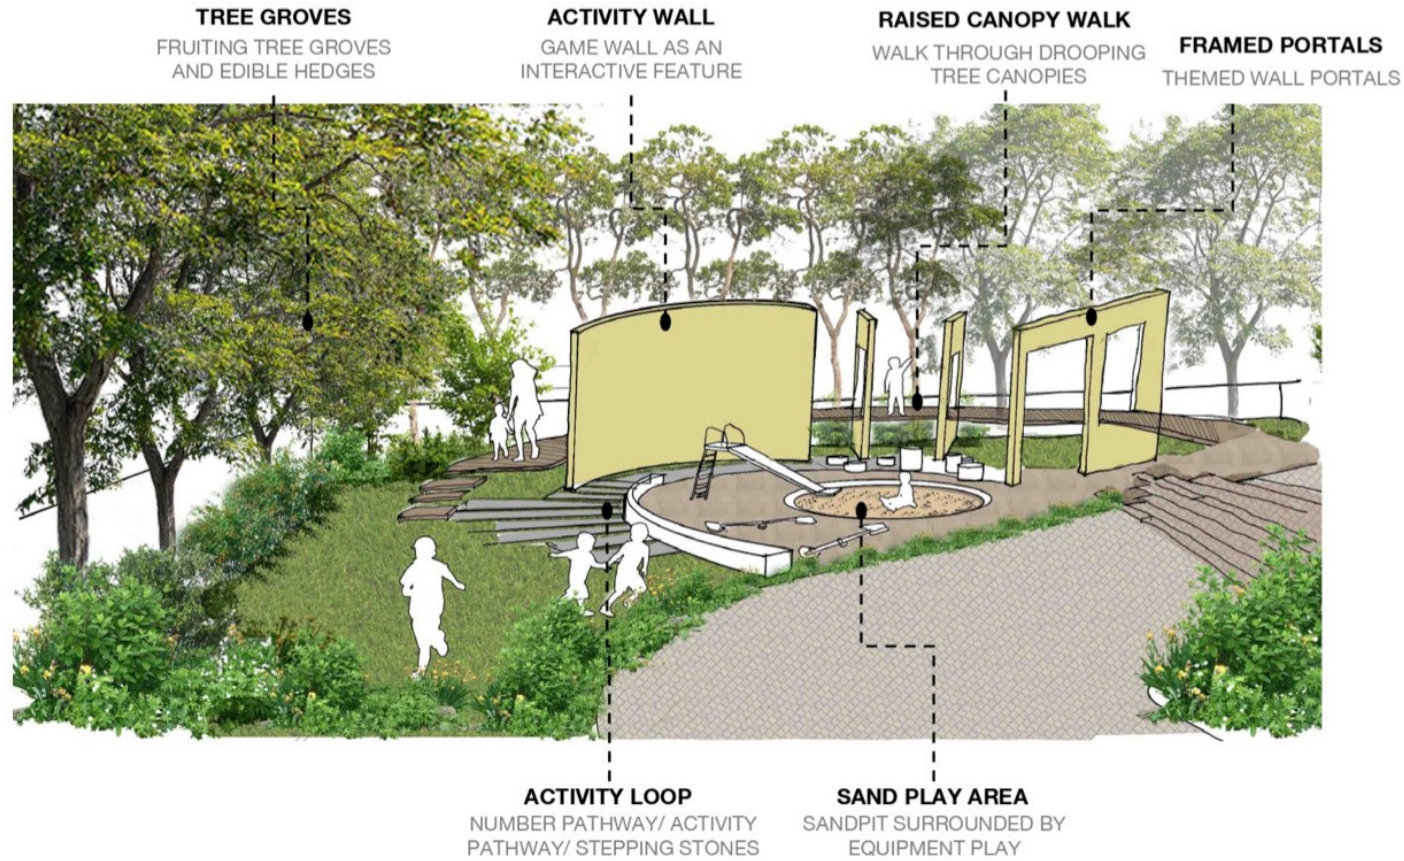 TREE GROVES
FRUITING TREE GROVES
AND EDIBLE HEDGES
ACTIVITY WALL
GAME WALL AS AN
INTERACTIVE FEATURE
RAISED CANOPY WALK
WALK THROUGH DROOPING
TREE CANOPIES
FRAMED PORTALS
THEMED WALL PORTALS
ACTIVITY LOOP
NUMBER PATHWAY/ ACTIVITY
PATHWAY/ STEPPING STONES
SAND PLAY AREA
SANDPIT SURROUNDED BY
EQUIPMENT PLAY